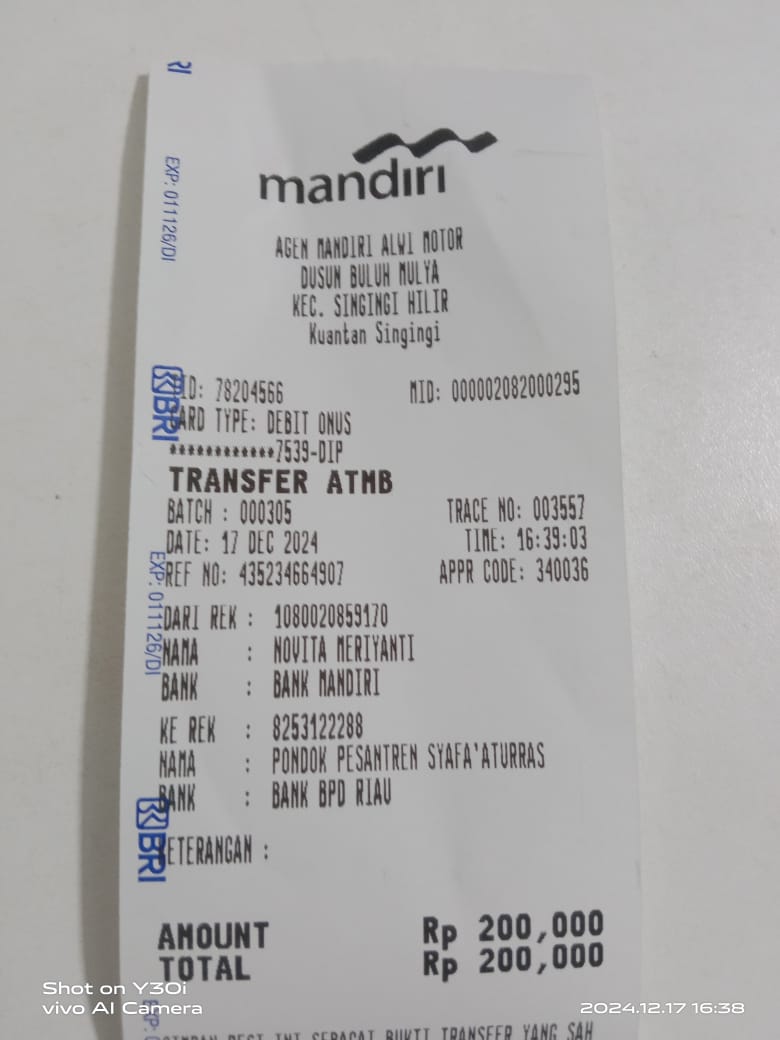 mandiri
AGEN MANDIRI ALWI MOTOR
DUSUN BULUH MULYA
KEC. SINGINGI HILIR
Kuantan Singingi
ID: 78204566 MID: 000002082000295
ARD TYPE: DEBIT ONUS
************7539-DIP
TRANSFER ATMB
BATCH : 000305 TRACE NO: 003557
DATE: 17 DEC 2024 TIME: 16:39:03
REF NO: 435234664907 APPR CODE: 340036
DARI REK : 1080020859170
NAMA : NOVITA MERIYANTI
BANK : BANK MANDIRI
KE REK : 8253122288
NAMA : PONDOK PESANTREN SYAFA'ATURRAS
BANK : BANK BPD RIAU
KETERANGAN :
AMOUNT Rp 200,000
TOTAL Rp 200,000
INI SEBAGAI BUKTI TRANSFER YANG SAH
RI
EXP: 011126/DI
BRI
EXP: 011126/DI
BRI
EXP:
Shot on Y30i
vivo AI Camera
2024.12.17 16:38